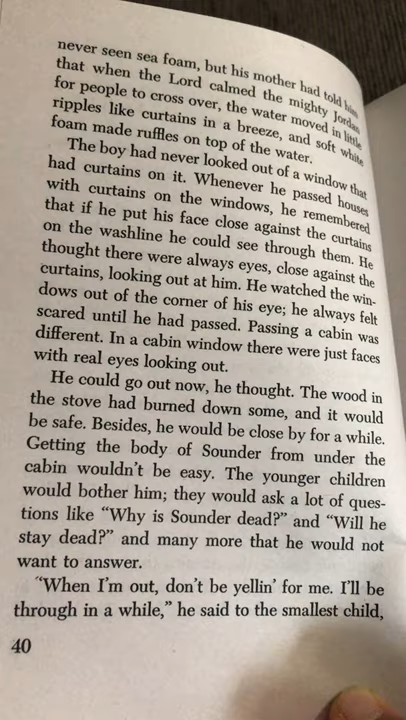 never seen sea foam, but his mother had told him
that when the Lord calmed the mighty Jordan
for people to cross over, the water moved in little
ripples like curtains in a breeze, and soft white
foam made ruffles on top of the water.
The boy had never looked out of a window that
had curtains on it. Whenever he passed houses
with curtains on the windows, he remembered
that if he put his face close against the curtains
on the washline he could see through them. He
thought there were always eyes, close against the
curtains, looking out at him. He watched the win-
dows out of the corner of his eye; he always felt
scared until he had passed. Passing a cabin was
different. In a cabin window there were just faces
with real eyes looking out.
He could go out now, he thought. The wood in
the stove had burned down some, and it would
be safe. Besides, he would be close by for a while.
Getting the body of Sounder from under the
cabin wouldn't be easy. The younger children
would bother him; they would ask a lot of ques-
tions like "Why is Sounder dead?" and "Will he
stay dead?" and many more that he would not
want to answer.
"When I'm out, don't be yellin' for me. I'll be
through in a while," he said to the smallest child,
40